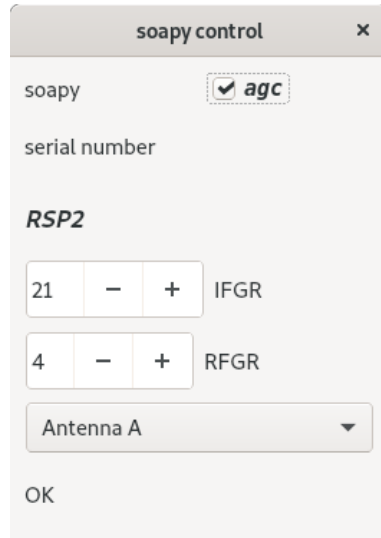 soapy control ×
soapy agc
serial number
RSP2
21 − + IFGR
4 − + RFGR
Antenna A
OK